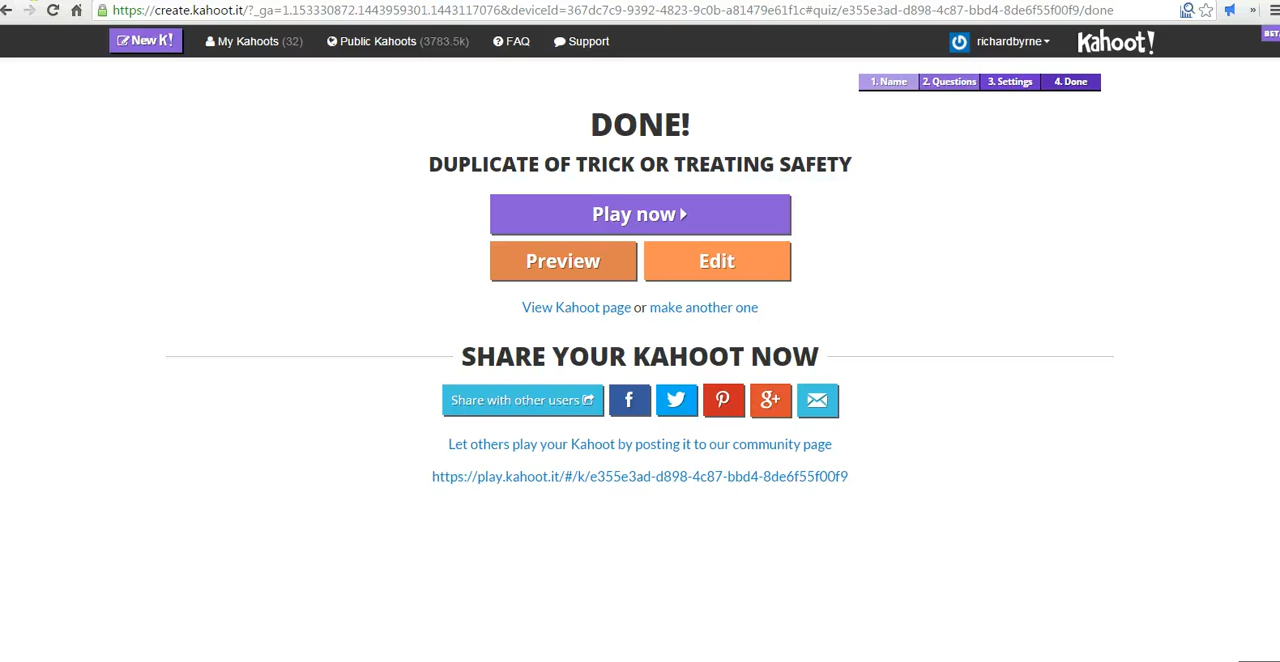 https://create.kahoot.it/?_ga=1.153330872.1443959301.1443117076&deviceId=367dc7c9-9392-4823-9c0b-a81479e61f1c#quiz/e355e3ad-d898-4c87-bbd4-8de6f55f00f9/done
New K! My Kahoots (32) Public Kahoots (3783.5k) FAQ Support richardbyrne Kahoot!
1. Name 2. Questions 3. Settings 4. Done
DONE!
DUPLICATE OF TRICK OR TREATING SAFETY
Play now
Preview Edit
View Kahoot page or make another one
SHARE YOUR KAHOOT NOW
Share with other users f g+
Let others play your Kahoot by posting it to our community page
https://play.kahoot.it/#/k/e355e3ad-d898-4c87-bbd4-8de6f55f00f9